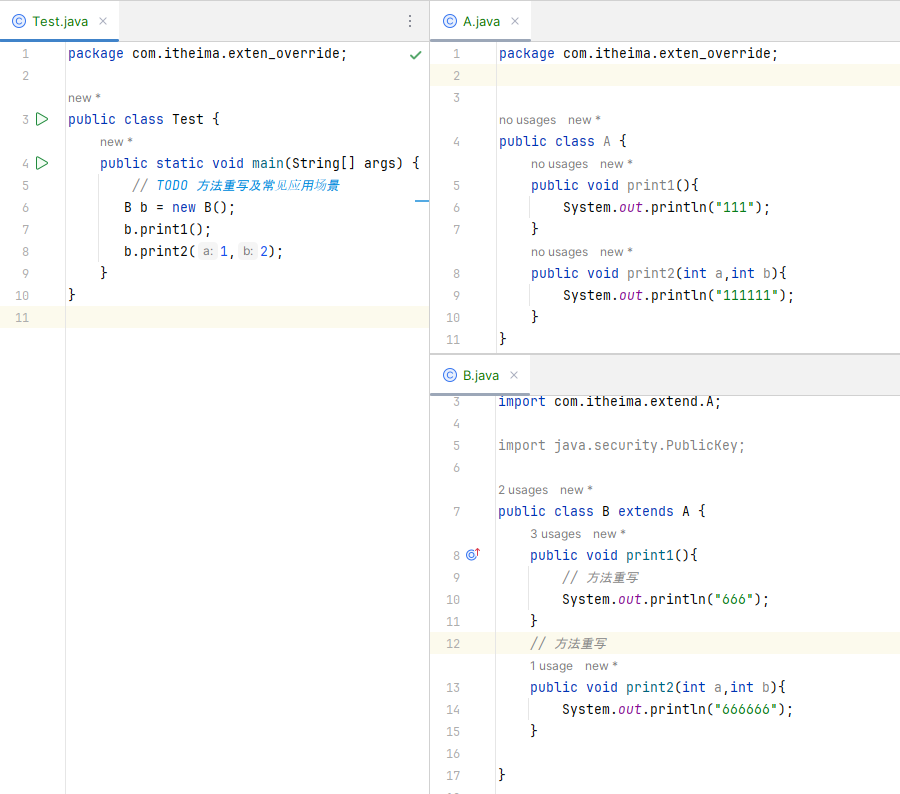 Test.java
1 package com.itheima.exten_override;
2
new *
3 public class Test {
new *
4 public static void main(String[] args) {
5 // TODO 方法重写及常见应用场景
6 B b = new B();
7 b.print1();
8 b.print2( a: 1, b: 2);
9 }
10 }
11
A.java
1 package com.itheima.exten_override;
2
3
no usages new *
4 public class A {
no usages new *
5 public void print1(){
6 System.out.println("111");
7 }
no usages new *
8 public void print2(int a,int b){
9 System.out.println("111111");
10 }
11 }
B.java
3 import com.itheima.extend.A;
4
5 import java.security.PublicKey;
6
2 usages new *
7 public class B extends A {
3 usages new *
8 public void print1(){
9 // 方法重写
10 System.out.println("666");
11 }
12 // 方法重写
1 usage new *
13 public void print2(int a,int b){
14 System.out.println("666666");
15 }
16
17 }